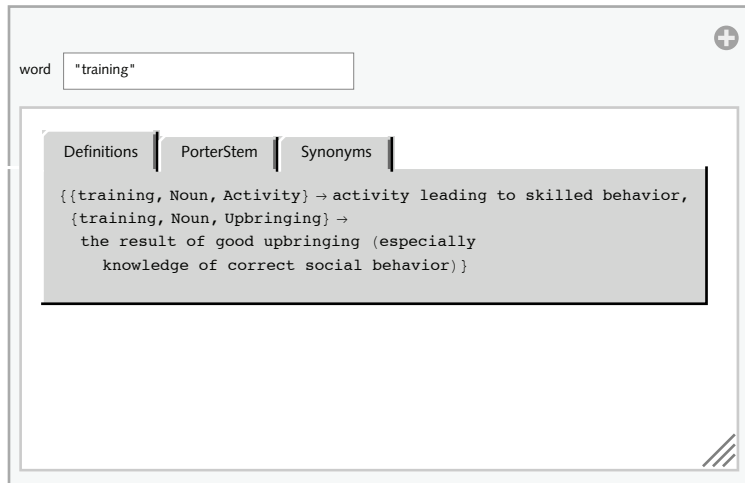 word "training"
Definitions PorterStem Synonyms
{{training, Noun, Activity} → activity leading to skilled behavior,
{training, Noun, Upbringing} →
the result of good upbringing (especially
knowledge of correct social behavior)}